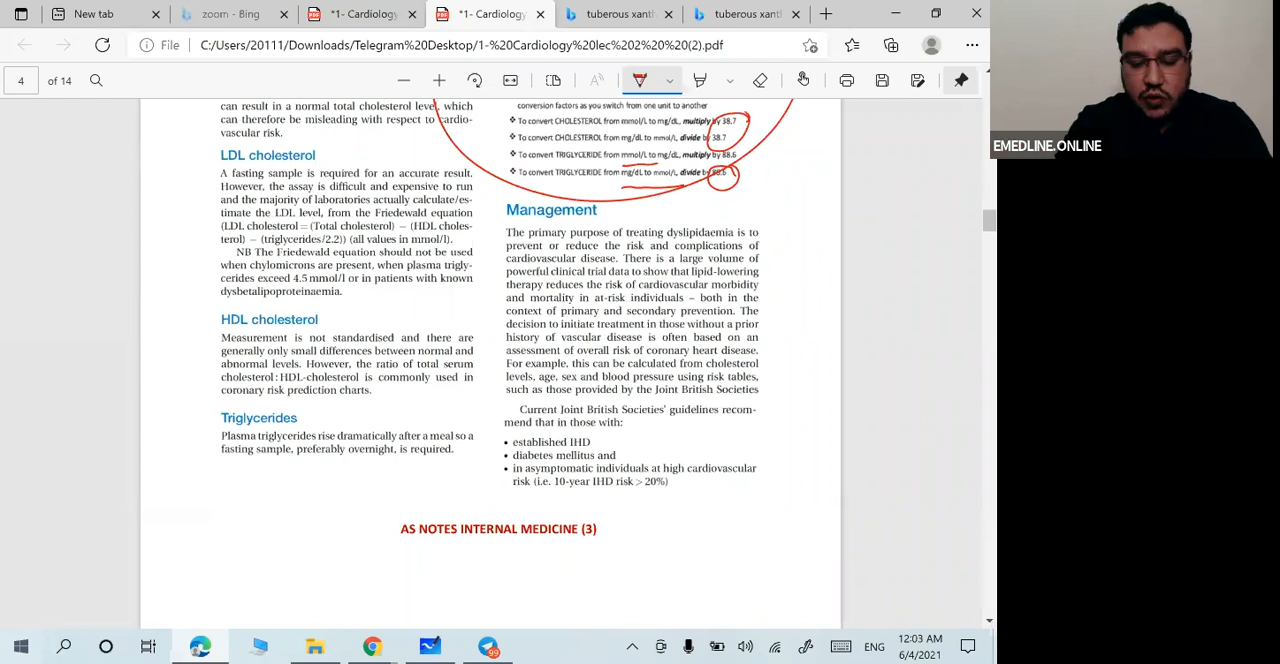 New tab
zoom - Bing
*1- Cardiology
*1- Cardiology
tuberous xanth
tuberous xanth
File
C:/Users/20111/Downloads/Telegram%20Desktop/1-%20Cardiology%20lec%202%20%20(2).pdf
4 of 14
can result in a normal total cholesterol level, which
can therefore be misleading with respect to cardio-
vascular risk.
LDL cholesterol
A fasting sample is required for an accurate result.
However, the assay is difficult and expensive to run
and the majority of laboratories actually calculate/es-
timate the LDL level, from the Friedewald equation
(LDL cholesterol = (Total cholesterol) − (HDL choles-
terol) − (triglycerides/2.2)) (all values in mmol/l).
NB The Friedewald equation should not be used
when chylomicrons are present, when plasma trigly-
cerides exceed 4.5 mmol/l or in patients with known
dysbetalipoproteinaemia.
HDL cholesterol
Measurement is not standardised and there are
generally only small differences between normal and
abnormal levels. However, the ratio of total serum
cholesterol : HDL-cholesterol is commonly used in
coronary risk prediction charts.
Triglycerides
Plasma triglycerides rise dramatically after a meal so a
fasting sample, preferably overnight, is required.
conversion factors as you switch from one unit to another
❖ To convert CHOLESTEROL from mmol/L to mg/dL, multiply by 38.7
❖ To convert CHOLESTEROL from mg/dL to mmol/L, divide by 38.7
❖ To convert TRIGLYCERIDE from mmol/L to mg/dL, multiply by 88.6
❖ To convert TRIGLYCERIDE from mg/dL to mmol/L, divide by 88.6
Management
The primary purpose of treating dyslipidaemia is to
prevent or reduce the risk and complications of
cardiovascular disease. There is a large volume of
powerful clinical trial data to show that lipid-lowering
therapy reduces the risk of cardiovascular morbidity
and mortality in at-risk individuals – both in the
context of primary and secondary prevention. The
decision to initiate treatment in those without a prior
history of vascular disease is often based on an
assessment of overall risk of coronary heart disease.
For example, this can be calculated from cholesterol
levels, age, sex and blood pressure using risk tables,
such as those provided by the Joint British Societies
Current Joint British Societies' guidelines recom-
mend that in those with:
• established IHD
• diabetes mellitus and
• in asymptomatic individuals at high cardiovascular
risk (i.e. 10-year IHD risk > 20%)
AS NOTES INTERNAL MEDICINE (3)
EMEDLINE.ONLINE
99
ENG
12:03 AM
6/4/2021